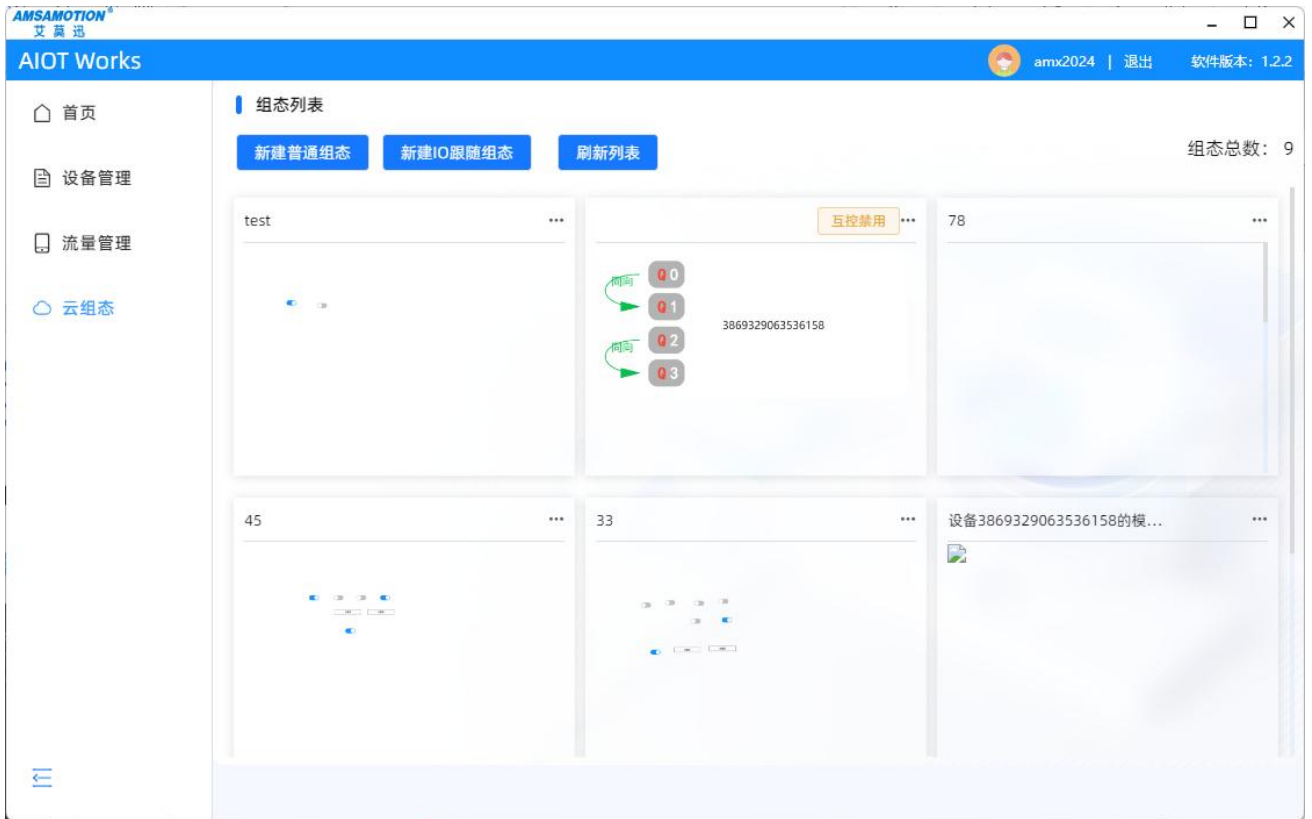 AMSAMOTION®
艾莫迅
AIOT Works
amx2024 | 退出 软件版本：1.2.2
首页
设备管理
流量管理
云组态
组态列表
新建普通组态 新建IO跟随组态 刷新列表 组态总数： 9
test ···
互控禁用 ···
同向 Q0
Q1
同向 Q2
Q3
3869329063536158
78 ···
45 ···
33 ···
设备3869329063536158的模... ···